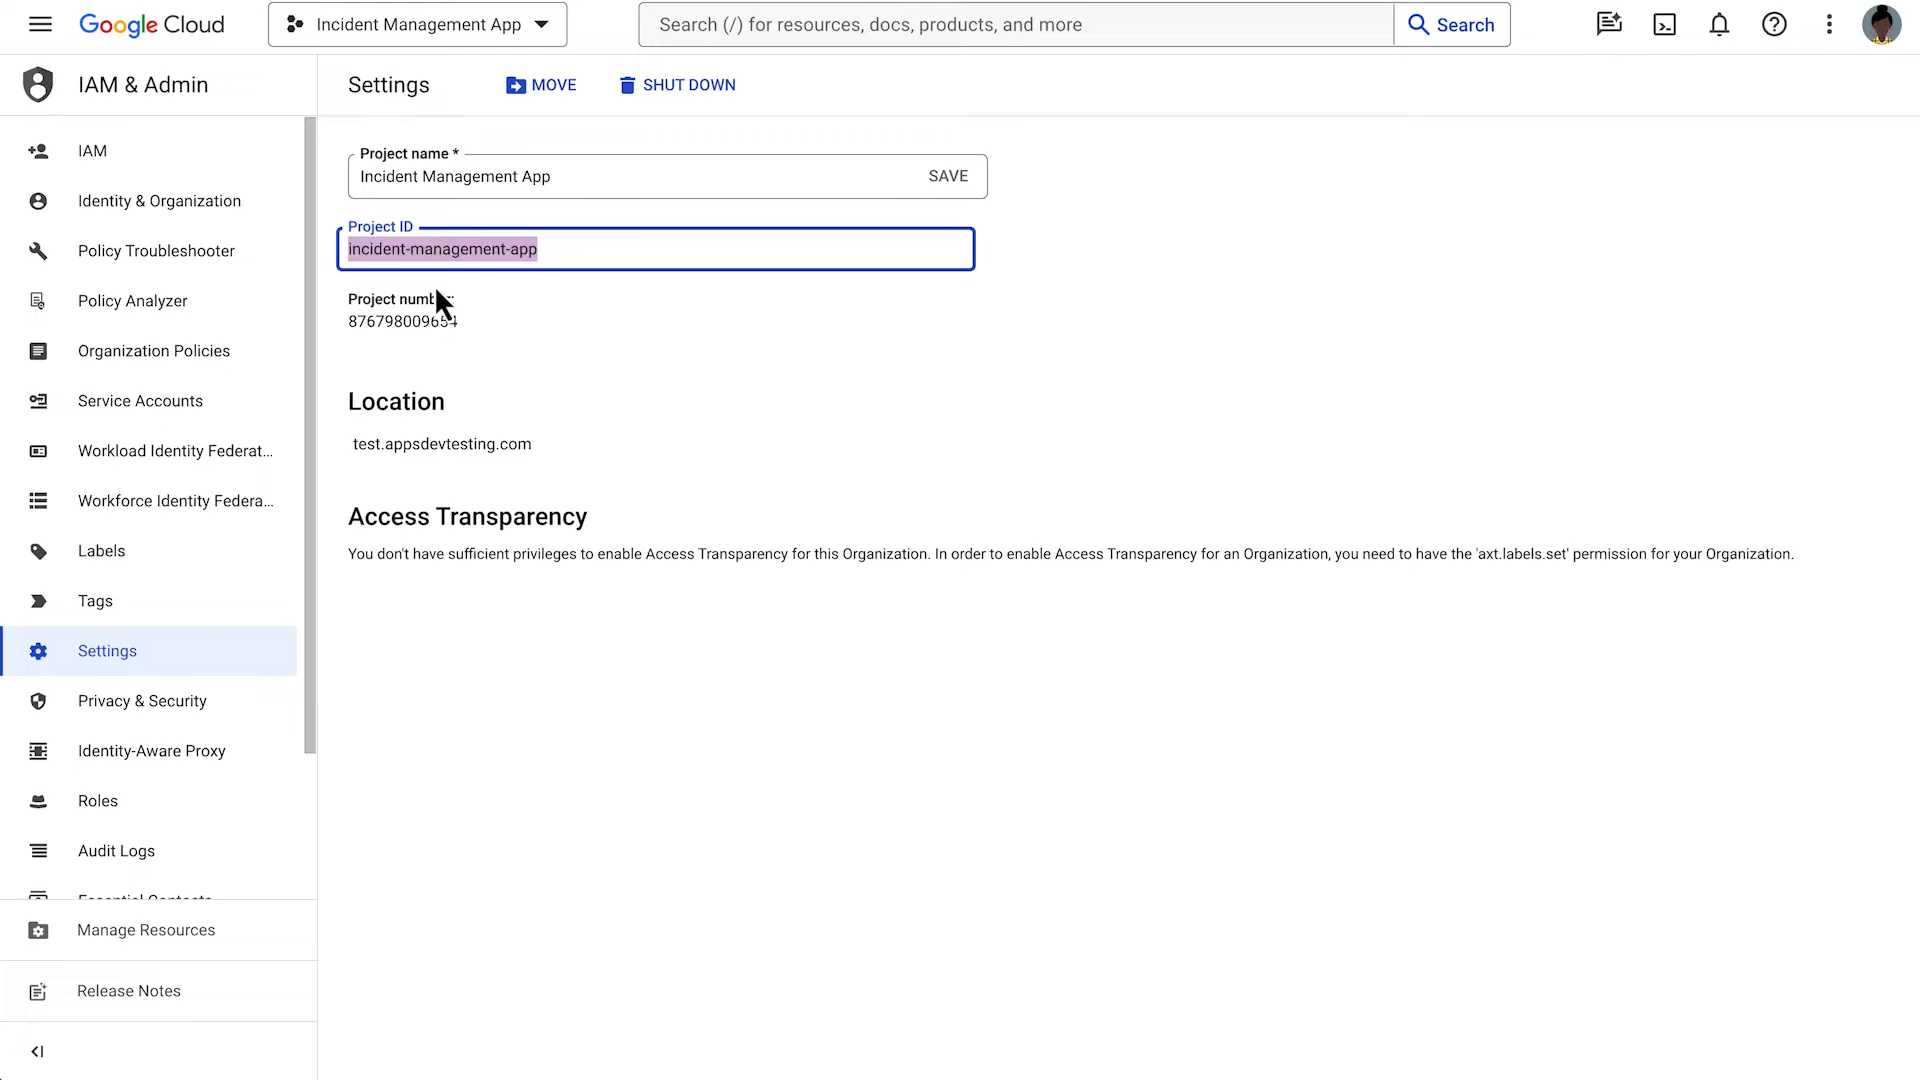 Google Cloud
Incident Management App
Search (/) for resources, docs, products, and more
Search
IAM & Admin
Settings
MOVE
SHUT DOWN
IAM
Identity & Organization
Policy Troubleshooter
Policy Analyzer
Organization Policies
Service Accounts
Workload Identity Federat...
Workforce Identity Federa...
Labels
Tags
Settings
Privacy & Security
Identity-Aware Proxy
Roles
Audit Logs
Essential Contacts
Manage Resources
Release Notes
Project name *
Incident Management App
SAVE
Project ID
incident-management-app
Project
876798009654
Location
test.appsdevtesting.com
Access Transparency
You don't have sufficient privileges to enable Access Transparency for this Organization. In order to enable Access Transparency for an Organization, you need to have the 'axt.labels.set' permission for your Organization.